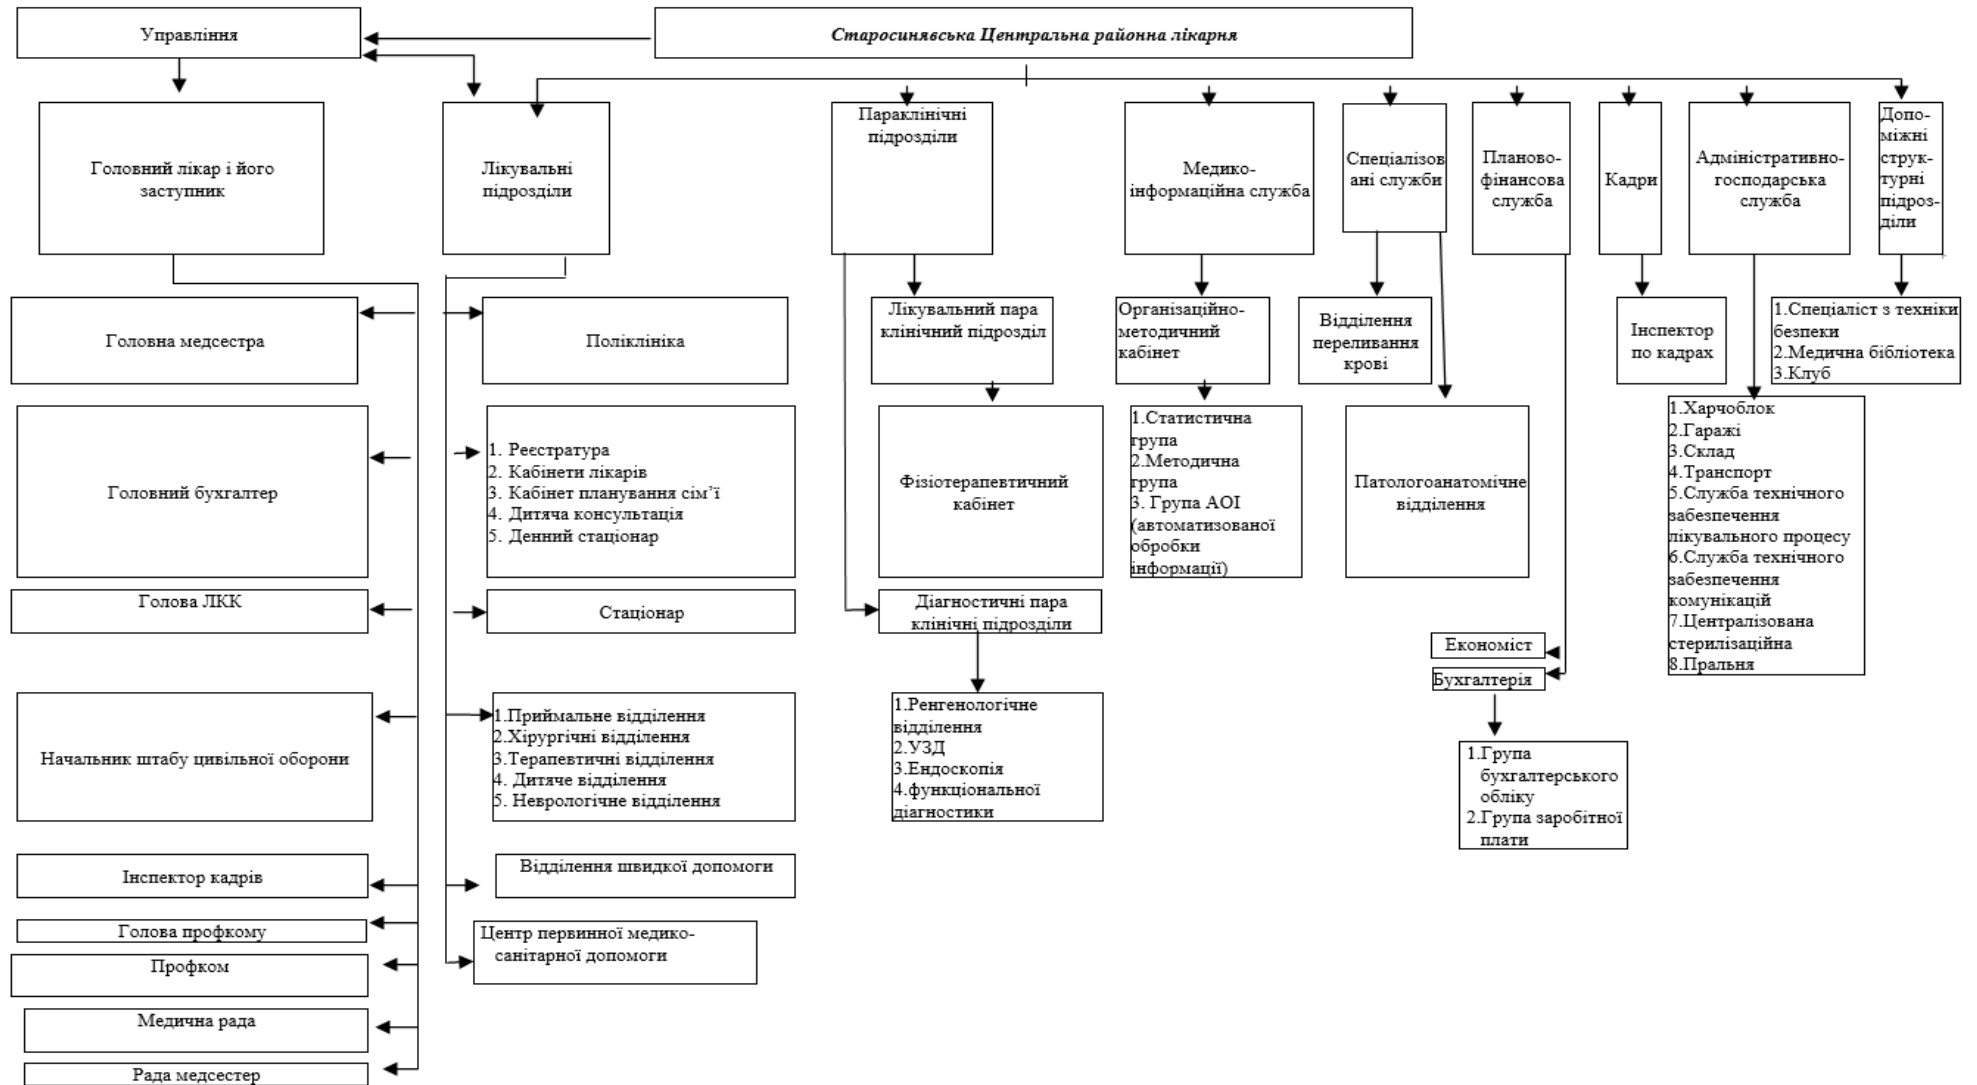 Управління
Старосинявська Центральна районна лікарня
Головний лікар і його
заступник
Лікувальні
підрозділи
Параклінічні
підрозділи
Медико-
інформаційна служба
Спеціалізов
ані служби
Планово-
фінансова
служба
Кадри
Адміністративно-
господарська
служба
Допо-
міжні
струк-
турні
підроз-
діли
Головна медсестра
Поліклініка
Лікувальний пара
клінічний підрозділ
Організаційно-
методичний
кабінет
Відділення
переливання
крові
Інспектор
по кадрах
1.Спеціаліст з техніки
безпеки
2.Медична бібліотека
3.Клуб
Головний бухгалтер
1. Реєстратура
2. Кабінети лікарів
3. Кабінет планування сім’ї
4. Дитяча консультація
5. Денний стаціонар
Фізіотерапевтичний
кабінет
1.Статистична
група
2.Методична
група
3. Група АОІ
(автоматизованої
обробки
інформації)
Патологоанатомічне
відділення
1.Харчоблок
2.Гаражі
3.Склад
4.Транспорт
5.Служба технічного
забезпечення
лікувального процесу
6.Служба технічного
забезпечення
комунікацій
7.Централізована
стерилізаційна
8.Пральня
Голова ЛКК
Стаціонар
Діагностичні пара
клінічні підрозділи
Економіст
Бухгалтерія
Начальник штабу цивільної оборони
1.Приймальне відділення
2.Хірургічні відділення
3.Терапевтичні відділення
4. Дитяче відділення
5. Неврологічне відділення
1.Ренгенологічне
відділення
2.УЗД
3.Ендоскопія
4.функціональної
діагностики
1.Група
бухгалтерського
обліку
2.Група заробітної
плати
Інспектор кадрів
Відділення швидкої допомоги
Голова профкому
Центр первинної медико-
санітарної допомоги
Профком
Медична рада
Рада медсестер